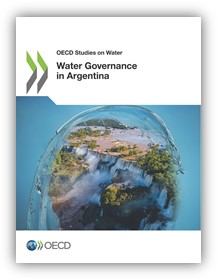 OECD Studies on Water
Water Governance
in Argentina
OECD